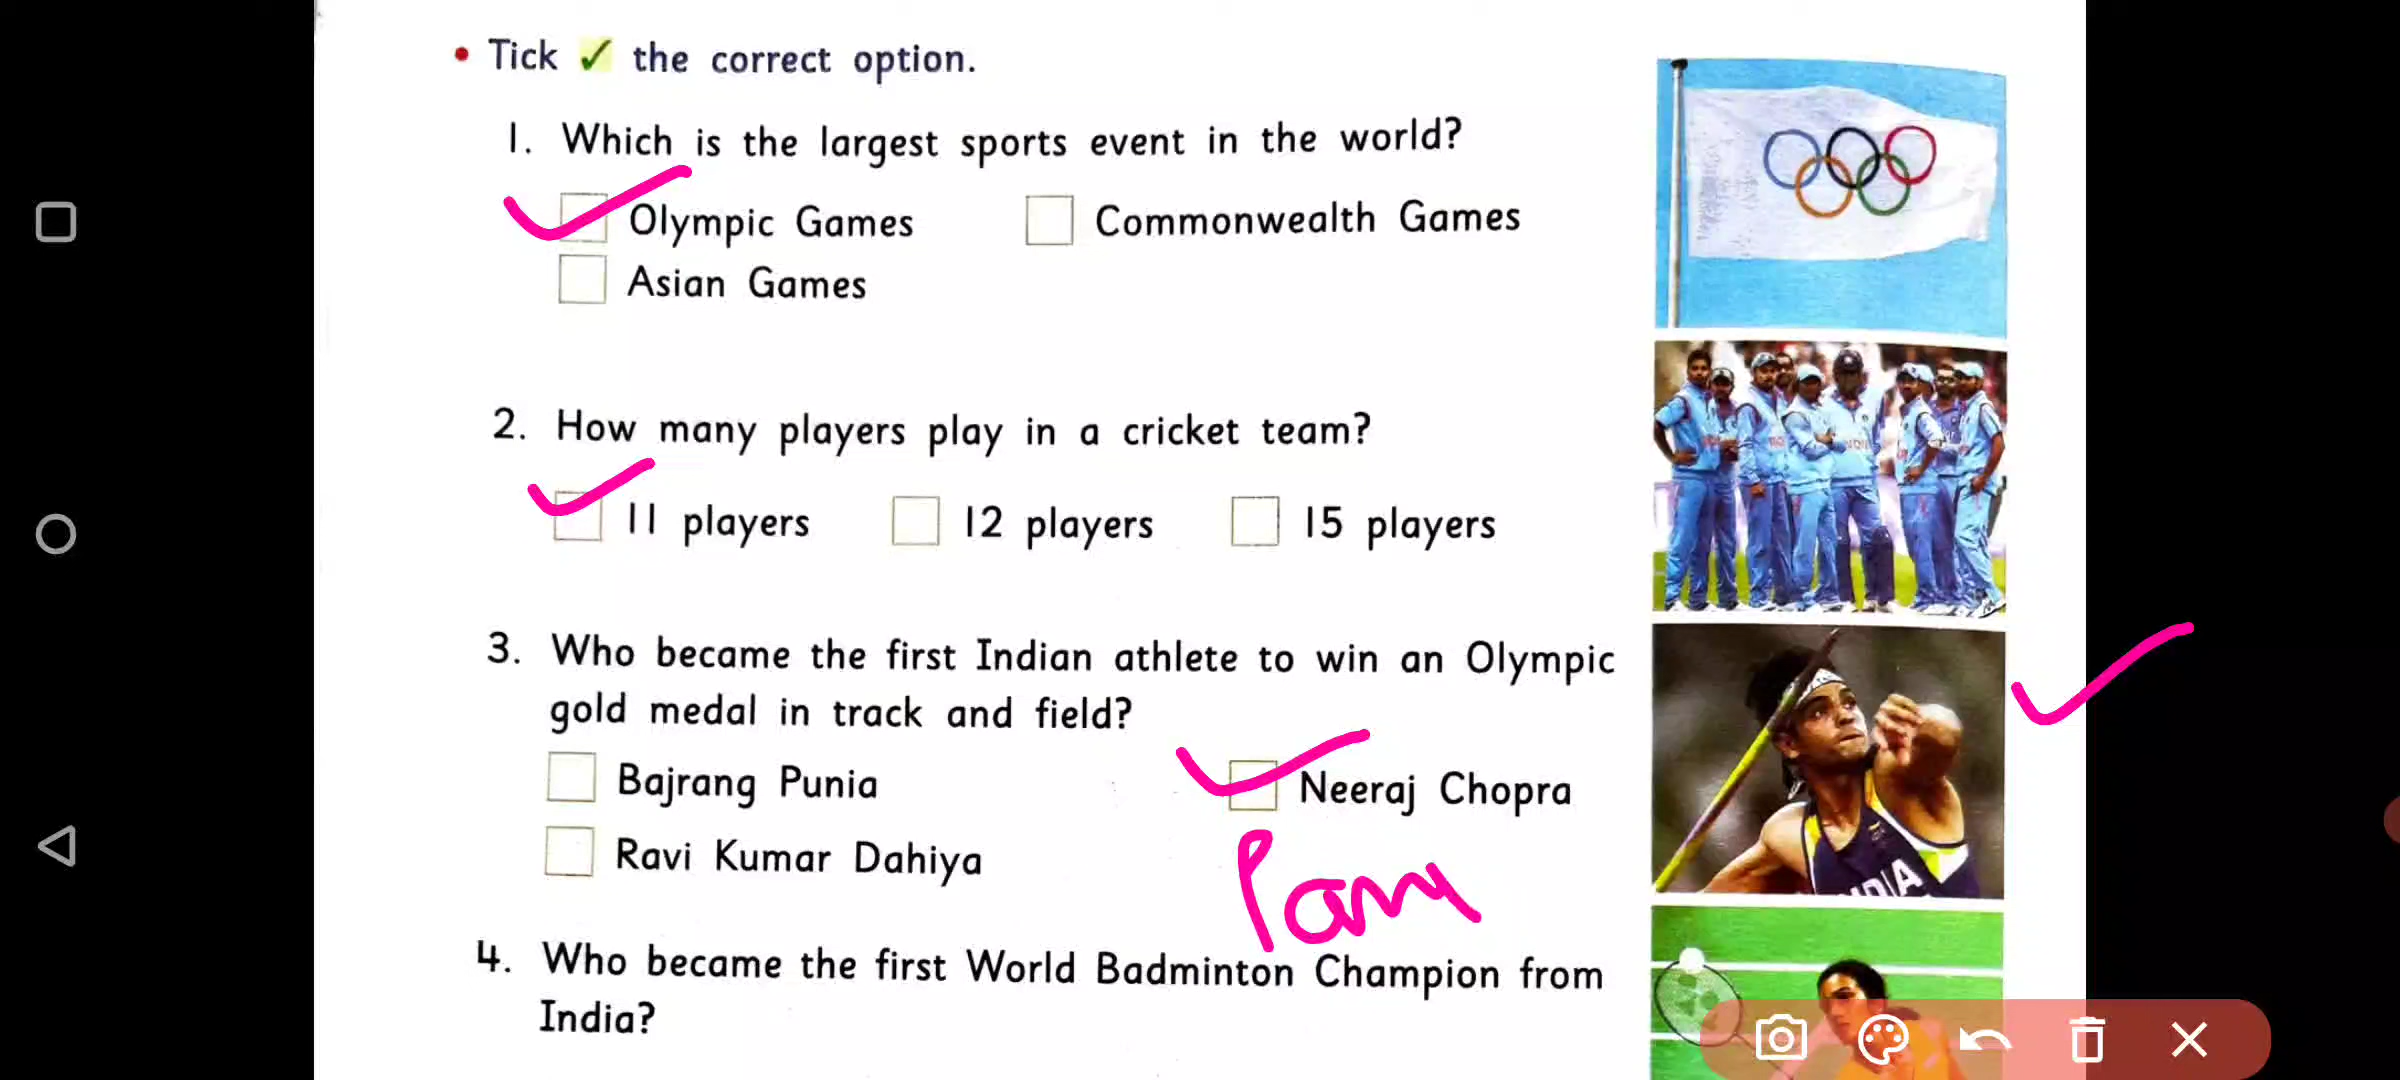 • Tick ✓ the correct option.
1. Which is the largest sports event in the world?
Olympic Games Commonwealth Games
Asian Games
2. How many players play in a cricket team?
11 players 12 players 15 players
3. Who became the first Indian athlete to win an Olympic
gold medal in track and field?
Bajrang Punia Neeraj Chopra
Ravi Kumar Dahiya
4. Who became the first World Badminton Champion from
India?